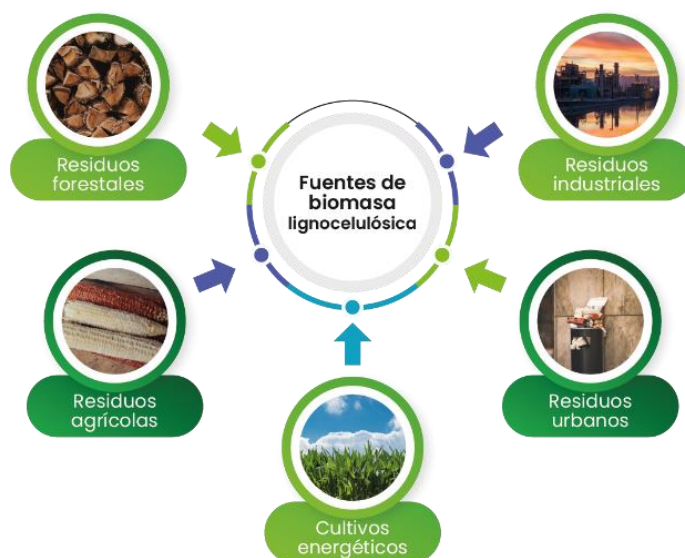 Residuos
forestales
Residuos
industriales
Fuentes de
biomasa
lignocelulósica
Residuos
agrícolas
Residuos
urbanos
Cultivos
energéticos